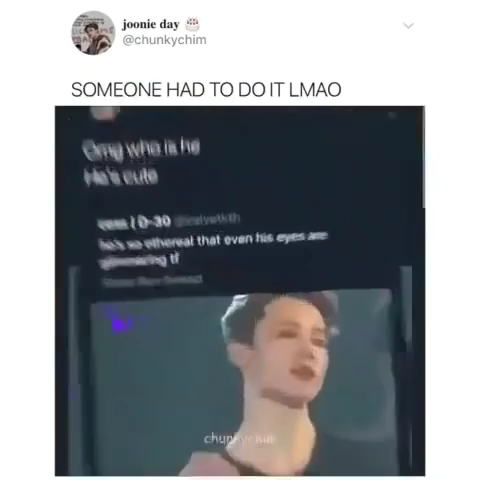 joonie day 🎂
@chunkychim
SOMEONE HAD TO DO IT LMAO
Omg who is he
He's cute
/ D-30
he's so ethereal that even his eyes are
tf